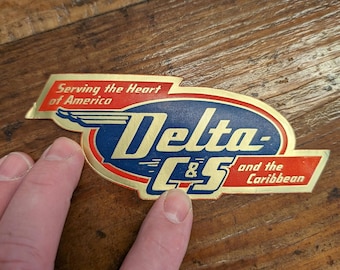 Serving the Heart
of America
Delta-
C&S
and the
Caribbean